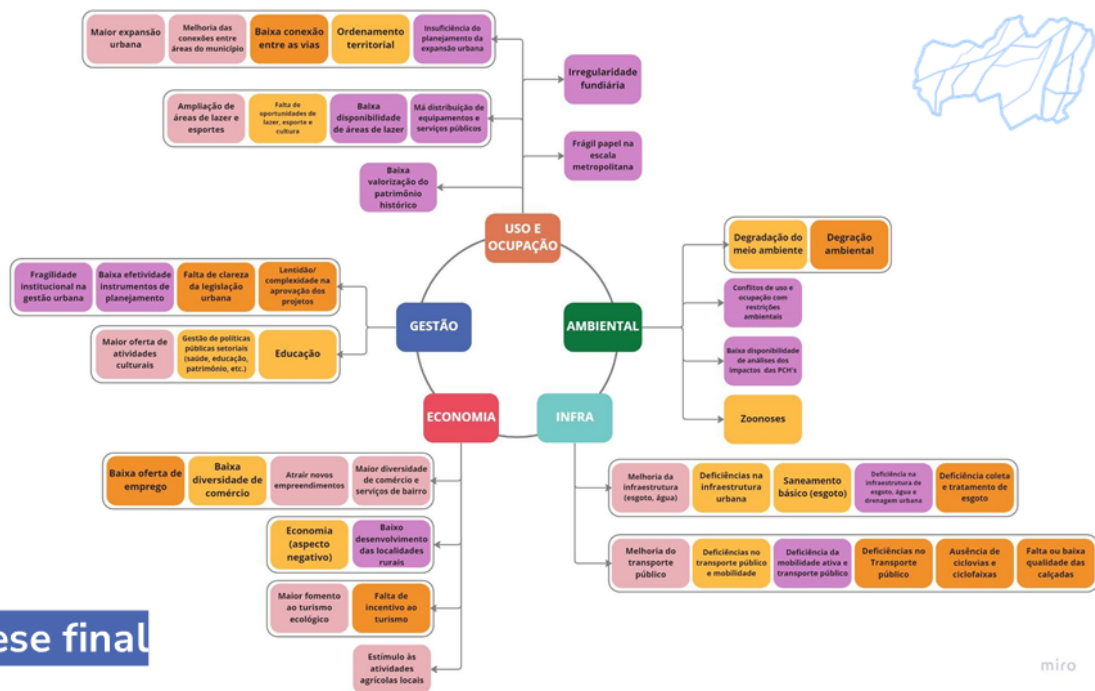 Maior expansão
urbana
Melhoria das
conexões entre
áreas do município
Baixa conexão
entre as vias
Ordenamento
territorial
Insuficiência do
planejamento da
expansão urbana
Irregularidade
fundiária
Ampliação de
áreas de lazer e
esportes
Falta de
oportunidades de
lazer, esporte e
cultura
Baixa
disponibilidade
de áreas de lazer
Má distribuição de
equipamentos e
serviços públicos
Frágil papel na
escala
metropolitana
Baixa
valorização do
patrimônio
histórico
USO E
OCUPAÇÃO
Degradação do
meio ambiente
Degração
ambiental
Fragilidade
institucional na
gestão urbana
Baixa efetividade
instrumentos de
planejamento
Falta de clareza
da legislação
urbana
Lentidão/
complexidade na
aprovação dos
projetos
GESTÃO
AMBIENTAL
Conflitos de uso e
ocupação com
restrições
ambientais
Maior oferta de
atividades
culturais
Gestão de políticas
públicas setoriais
(saúde, educação,
patrimônio, etc.)
Educação
Baixa disponibilidade
de análises dos
impactos das PCH's
ECONOMIA
INFRA
Zoonoses
Baixa oferta de
emprego
Baixa
diversidade de
comércio
Atrair novos
empreendimentos
Maior diversidade
de comércio e
serviços de bairro
Melhoria da
infraestrutura
(esgoto, água)
Deficiências na
infraestrutura
urbana
Saneamento
básico (esgoto)
Deficiência na
infraestrutura de
esgoto, água e
drenagem urbana
Deficiência coleta
e tratamento de
esgoto
Economia
(aspecto
negativo)
Baixo
desenvolvimento
das localidades
rurais
Melhoria do
transporte
público
Deficiências no
transporte público
e mobilidade
Deficiência da
mobilidade ativa e
transporte público
Deficiências no
Transporte
público
Ausência de
ciclovias e
ciclofaixas
Falta ou baixa
qualidade das
calçadas
Maior fomento
ao turismo
ecológico
Falta de
incentivo ao
turismo
Estímulo às
atividades
agrícolas locais
ese final
miro